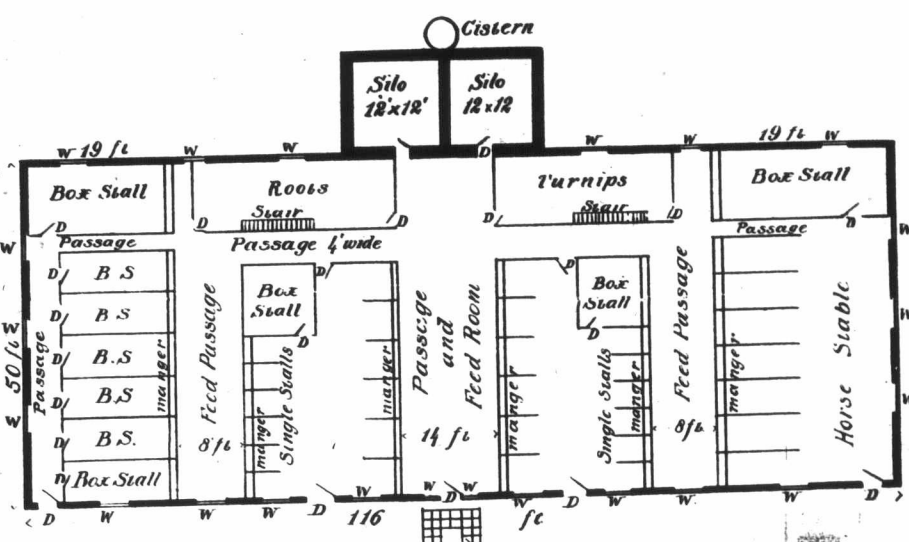 Cistern
Silo
12'x12'
Silo
12x12
W 19 ft
W
W
D
W
W
19 ft W
Box Stall
Roots
Turnips
Box Stall
Stair
Stair
D
D
D
D
D
D
W
Passage
Passage 4' wide
Passage
W
D
B S
D
D
Box
Stall
Box
Stall
D
B S
D
D
W
W
D
B.S
D
B.S
D
B.S.
D
Box Stall
50 ft
Passage
W
manger
Feed Passage
8 ft
manger
Single Stalls
manger
Passege
and
Feed Room
14 ft
manger
Single Stalls
manger
Feed Passage
8 ft
manger
Horse Stable
W
D
W
W
W
D
W
D
W
W
D
W
W
W
D
116
ft